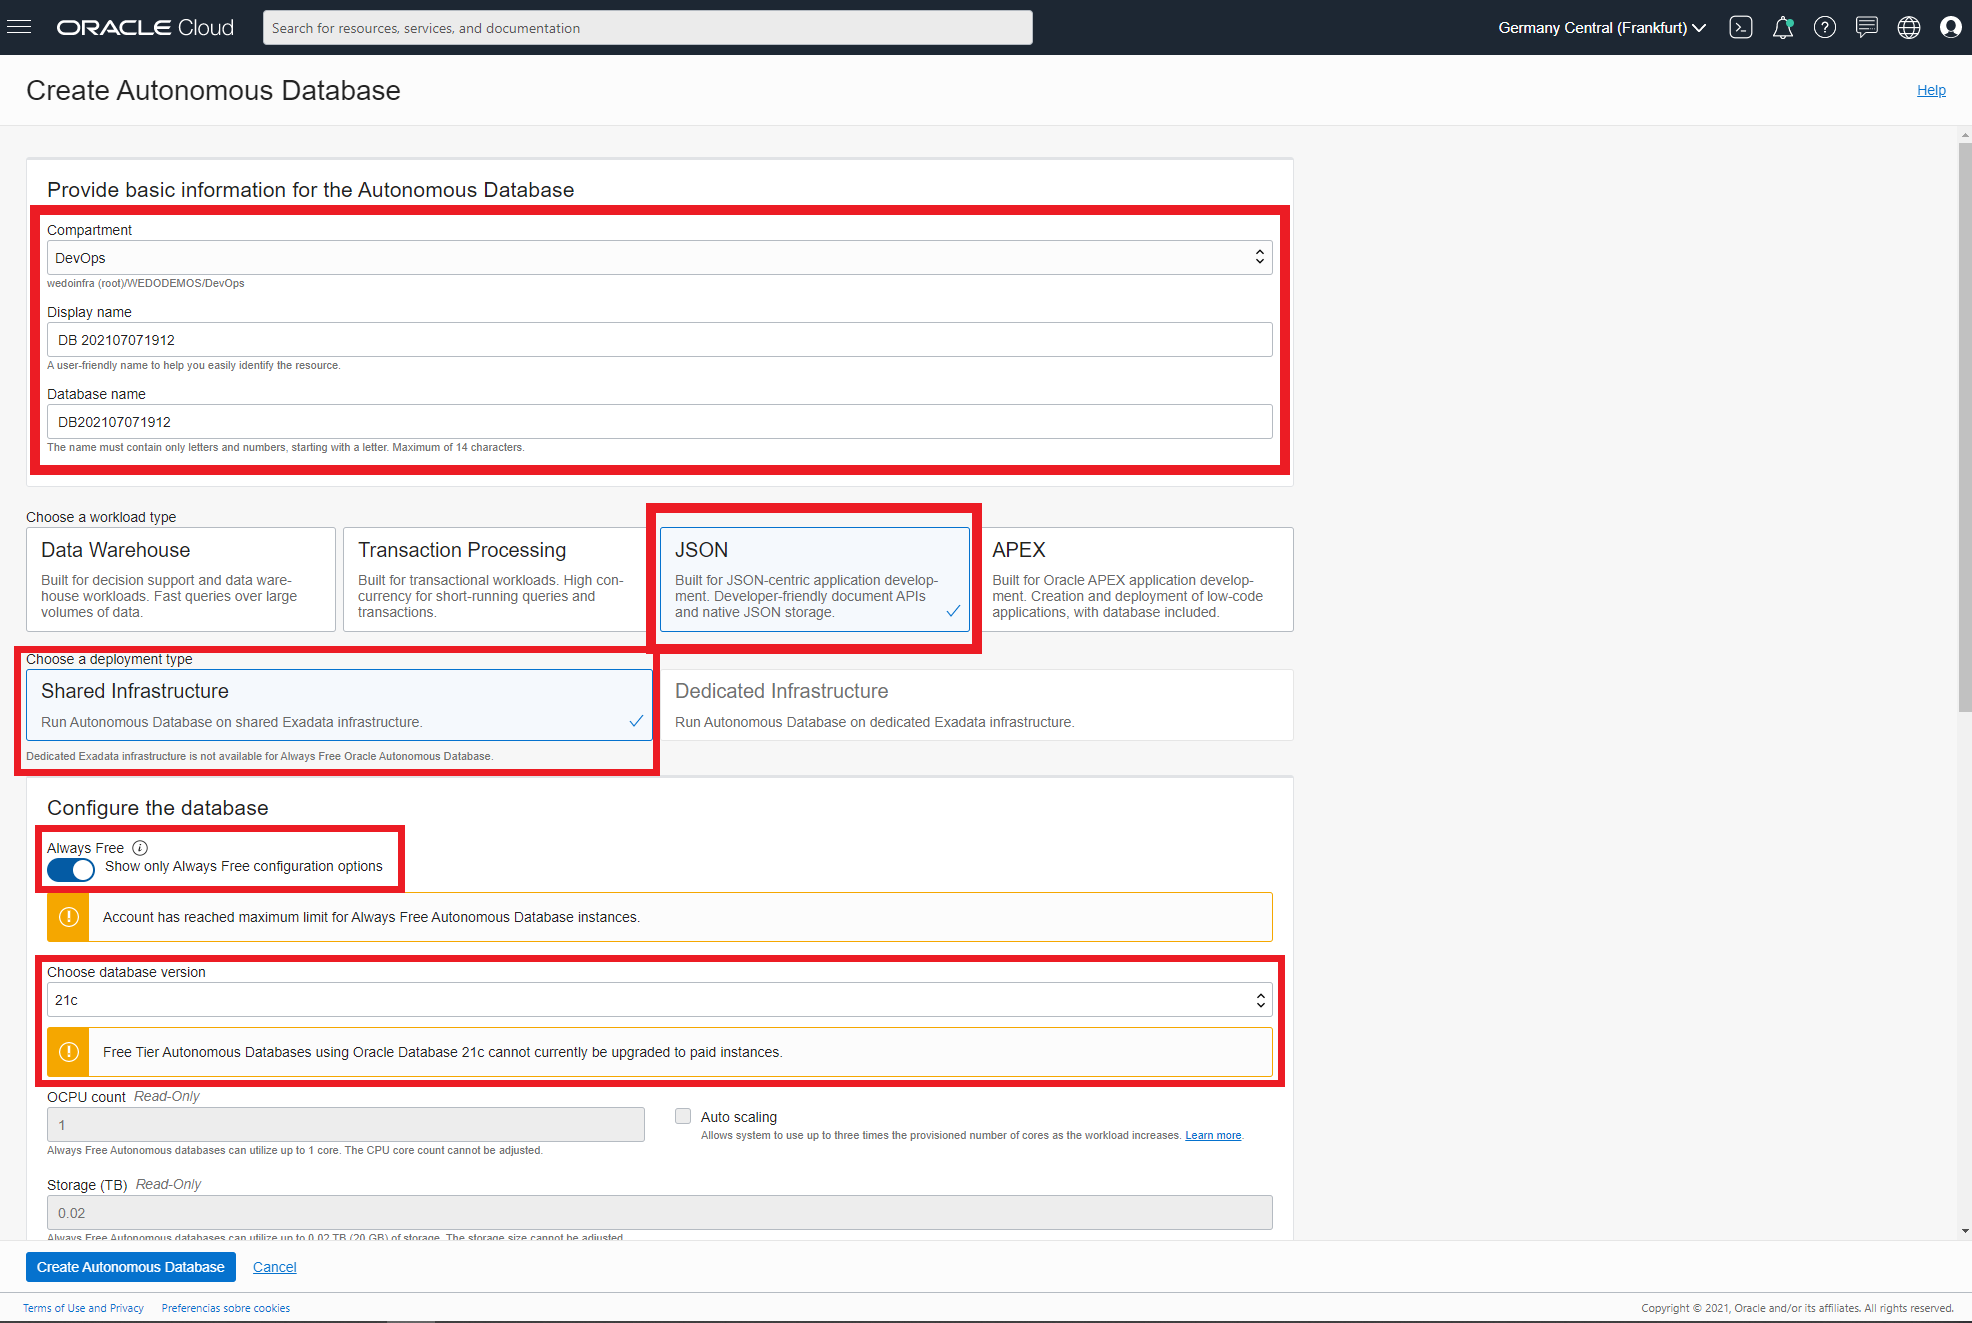 ORACLE Cloud
Search for resources, services, and documentation
Germany Central (Frankfurt)
Create Autonomous Database
Help
Provide basic information for the Autonomous Database
Compartment
DevOps
wedoinfra (root)/WEDODEMOS/DevOps
Display name
DB 202107071912
A user-friendly name to help you easily identify the resource.
Database name
DB202107071912
The name must contain only letters and numbers, starting with a letter. Maximum of 14 characters.
Choose a workload type
Data Warehouse
Built for decision support and data ware-
house workloads. Fast queries over large
volumes of data.
Transaction Processing
Built for transactional workloads. High con-
currency for short-running queries and
transactions.
JSON
Built for JSON-centric application develop-
ment. Developer-friendly document APIs
and native JSON storage.
APEX
Built for Oracle APEX application develop-
ment. Creation and deployment of low-code
applications, with database included.
Choose a deployment type
Shared Infrastructure
Run Autonomous Database on shared Exadata infrastructure.
Dedicated Infrastructure
Run Autonomous Database on dedicated Exadata infrastructure.
Dedicated Exadata infrastructure is not available for Always Free Oracle Autonomous Database.
Configure the database
Always Free
Show only Always Free configuration options
Account has reached maximum limit for Always Free Autonomous Database instances.
Choose database version
21c
Free Tier Autonomous Databases using Oracle Database 21c cannot currently be upgraded to paid instances.
OCPU count Read-Only
1
Always Free Autonomous databases can utilize up to 1 core. The CPU core count cannot be adjusted.
Auto scaling
Allows system to use up to three times the provisioned number of cores as the workload increases. Learn more.
Storage (TB) Read-Only
0.02
Always Free Autonomous databases can utilize up to 0.02 TB (20 GB) of storage. The storage size cannot be adjusted.
Create Autonomous Database
Cancel
Terms of Use and Privacy
Preferencias sobre cookies
Copyright © 2021, Oracle and/or its affiliates. All rights reserved.